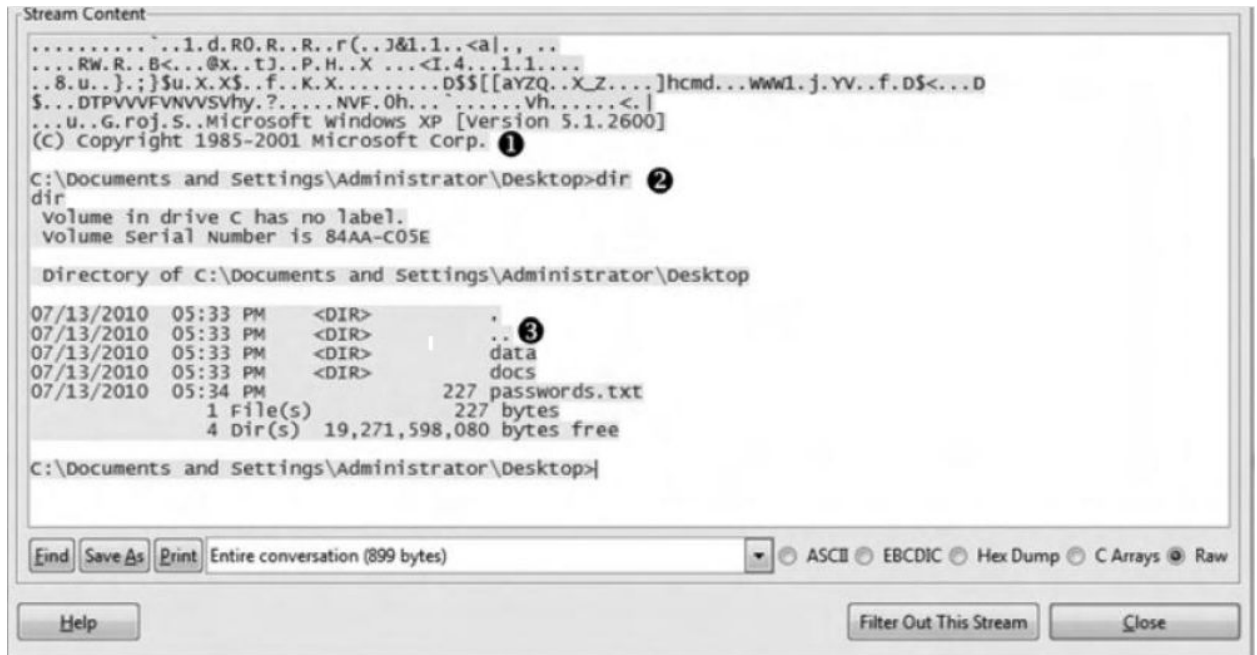 Stream Content
..........`..1.d.R0.R..R..r(..J&1.1..<a|., ..
....RW.R..B<...@x..tJ..P.H..X ...<I.4...1.1....
..8.u..}.;}$u.X.X$..f..K.X.........D$$[[aYZQ..X_Z....]hcmd...WWW1.j.YV..f.D$<...D
$...DTPVVVFVNVVSVhy.?.....NVF.0h...`......Vh......<.|
...u..G.roj.S..Microsoft Windows XP [Version 5.1.2600]
(C) Copyright 1985-2001 Microsoft Corp. ❶
C:\Documents and Settings\Administrator\Desktop>dir ❷
dir
Volume in drive C has no label.
Volume Serial Number is 84AA-C05E
Directory of C:\Documents and Settings\Administrator\Desktop
07/13/2010 05:33 PM <DIR> .
07/13/2010 05:33 PM <DIR> .. ❸
07/13/2010 05:33 PM <DIR> data
07/13/2010 05:33 PM <DIR> docs
07/13/2010 05:34 PM 227 passwords.txt
1 File(s) 227 bytes
4 Dir(s) 19,271,598,080 bytes free
C:\Documents and Settings\Administrator\Desktop>
Find Save As Print Entire conversation (899 bytes) ASCII EBCDIC Hex Dump C Arrays Raw
Help Filter Out This Stream Close